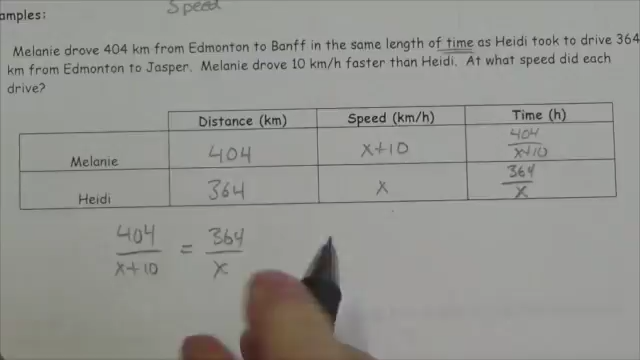 Speed
amples:
Melanie drove 404 km from Edmonton to Banff in the same length of time as Heidi took to drive 364
km from Edmonton to Jasper. Melanie drove 10 km/h faster than Heidi. At what speed did each
drive?
Distance (km) Speed (km/h) Time (h)
Melanie 404 x+10 404/x+10
Heidi 364 x 364/x
404/x+10 = 364/x